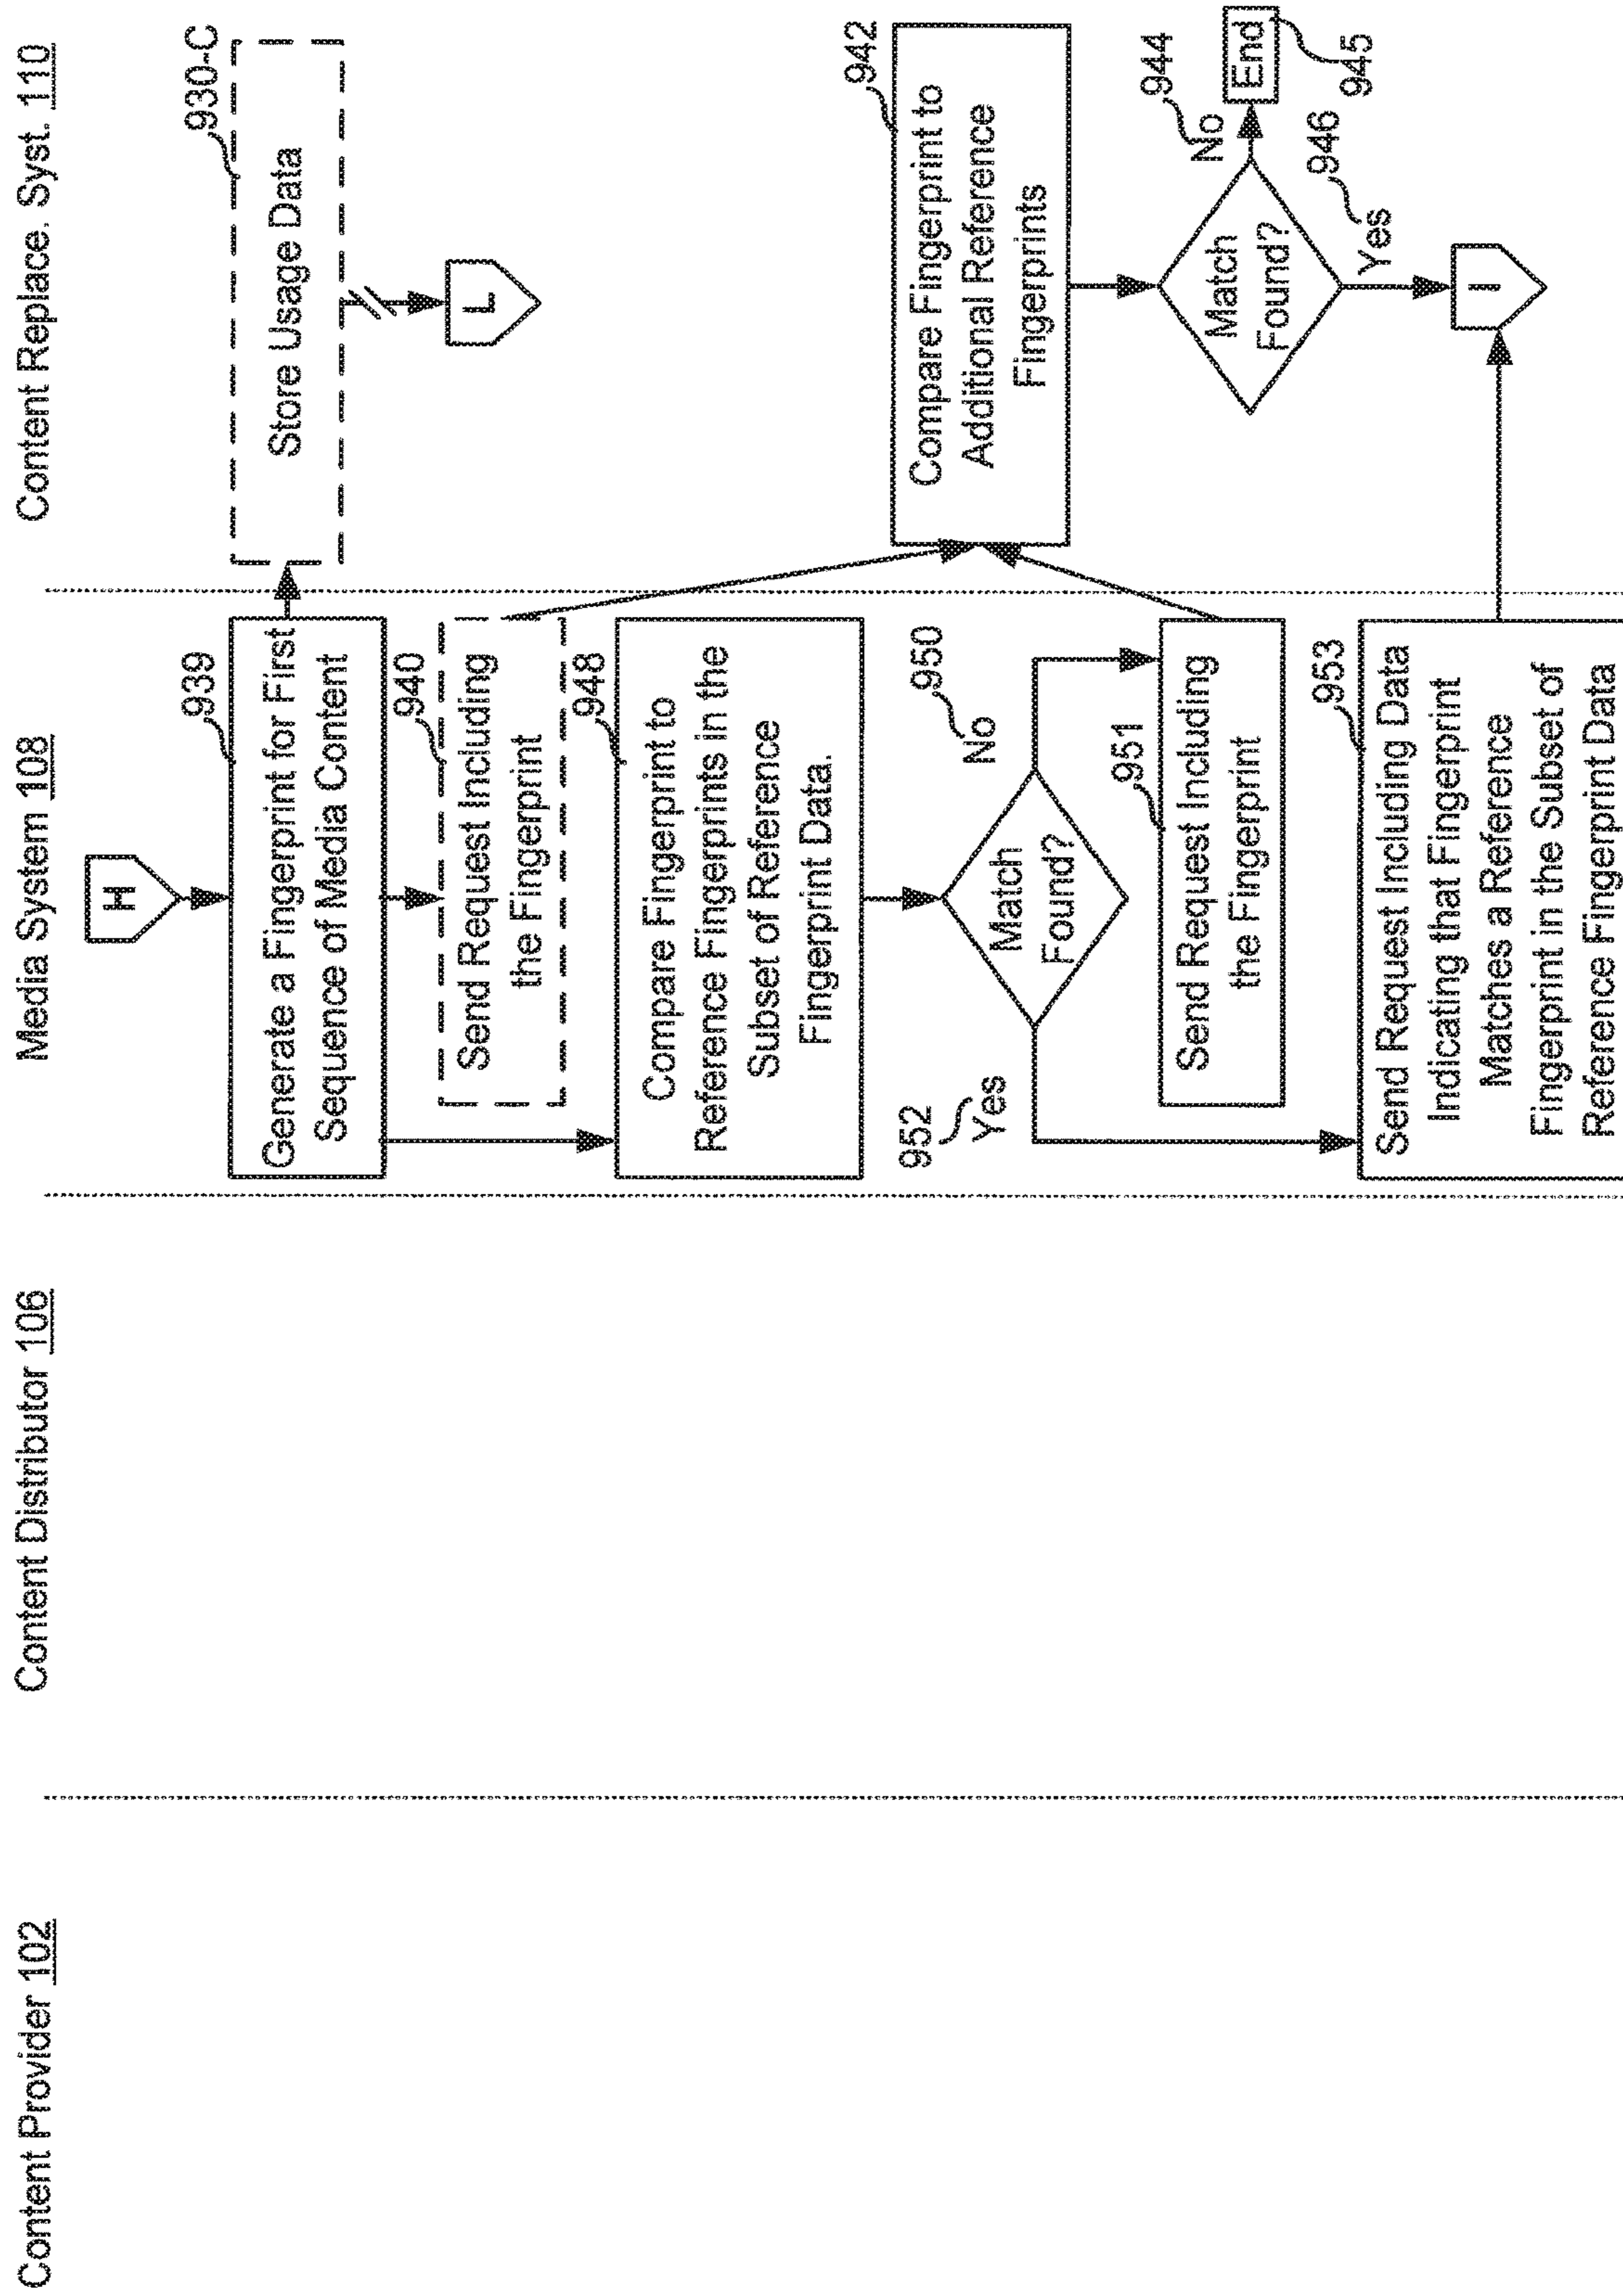 Content Provider 102
Content Distributor 106
Media System 108
Content Replace. Syst. 110
H
939
Generate a Fingerprint for First
Sequence of Media Content
930-C
Store Usage Data
L
940
Send Request Including
the Fingerprint
948
Compare Fingerprint to
Reference Fingerprints in the
Subset of Reference
Fingerprint Data.
942
Compare Fingerprint to
Additional Reference
Fingerprints
952
Yes
Match
Found?
950
No
951
Send Request Including
the Fingerprint
Match
Found?
944
No
End
945
946
Yes
I
953
Send Request Including Data
Indicating that Fingerprint
Matches a Reference
Fingerprint in the Subset of
Reference Fingerprint Data